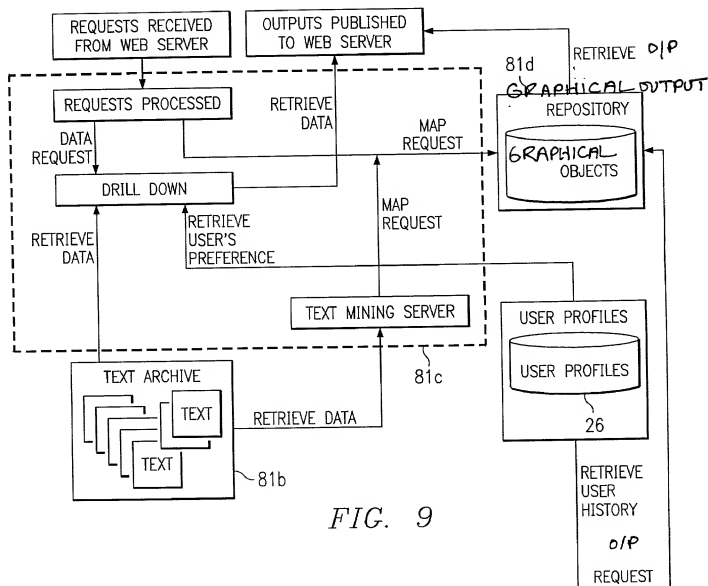 REQUESTS RECEIVED
FROM WEB SERVER
OUTPUTS PUBLISHED
TO WEB SERVER
RETRIEVE O/P
81d
GRAPHICAL OUTPUT
REPOSITORY
GRAPHICAL
OBJECTS
REQUESTS PROCESSED
RETRIEVE
DATA
DATA
REQUEST
MAP
REQUEST
DRILL DOWN
MAP
REQUEST
RETRIEVE
DATA
RETRIEVE
USER'S
PREFERENCE
TEXT MINING SERVER
USER PROFILES
USER PROFILES
81c
26
TEXT ARCHIVE
TEXT
TEXT
RETRIEVE DATA
81b
RETRIEVE
USER
HISTORY
O/P
REQUEST
FIG. 9